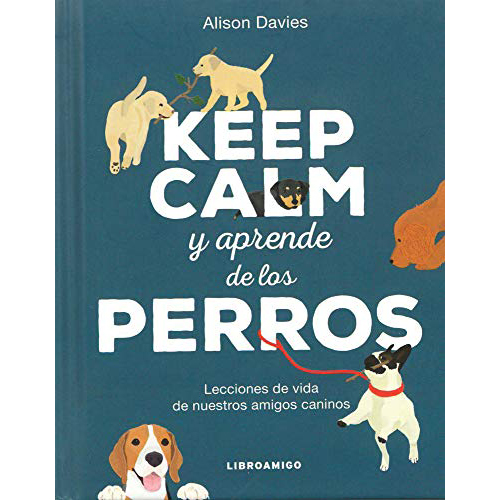 Alison Davies
KEEP
CALM
y aprende
de los
PERROS
Lecciones de vida
de nuestros amigos caninos
LIBROAMIGO